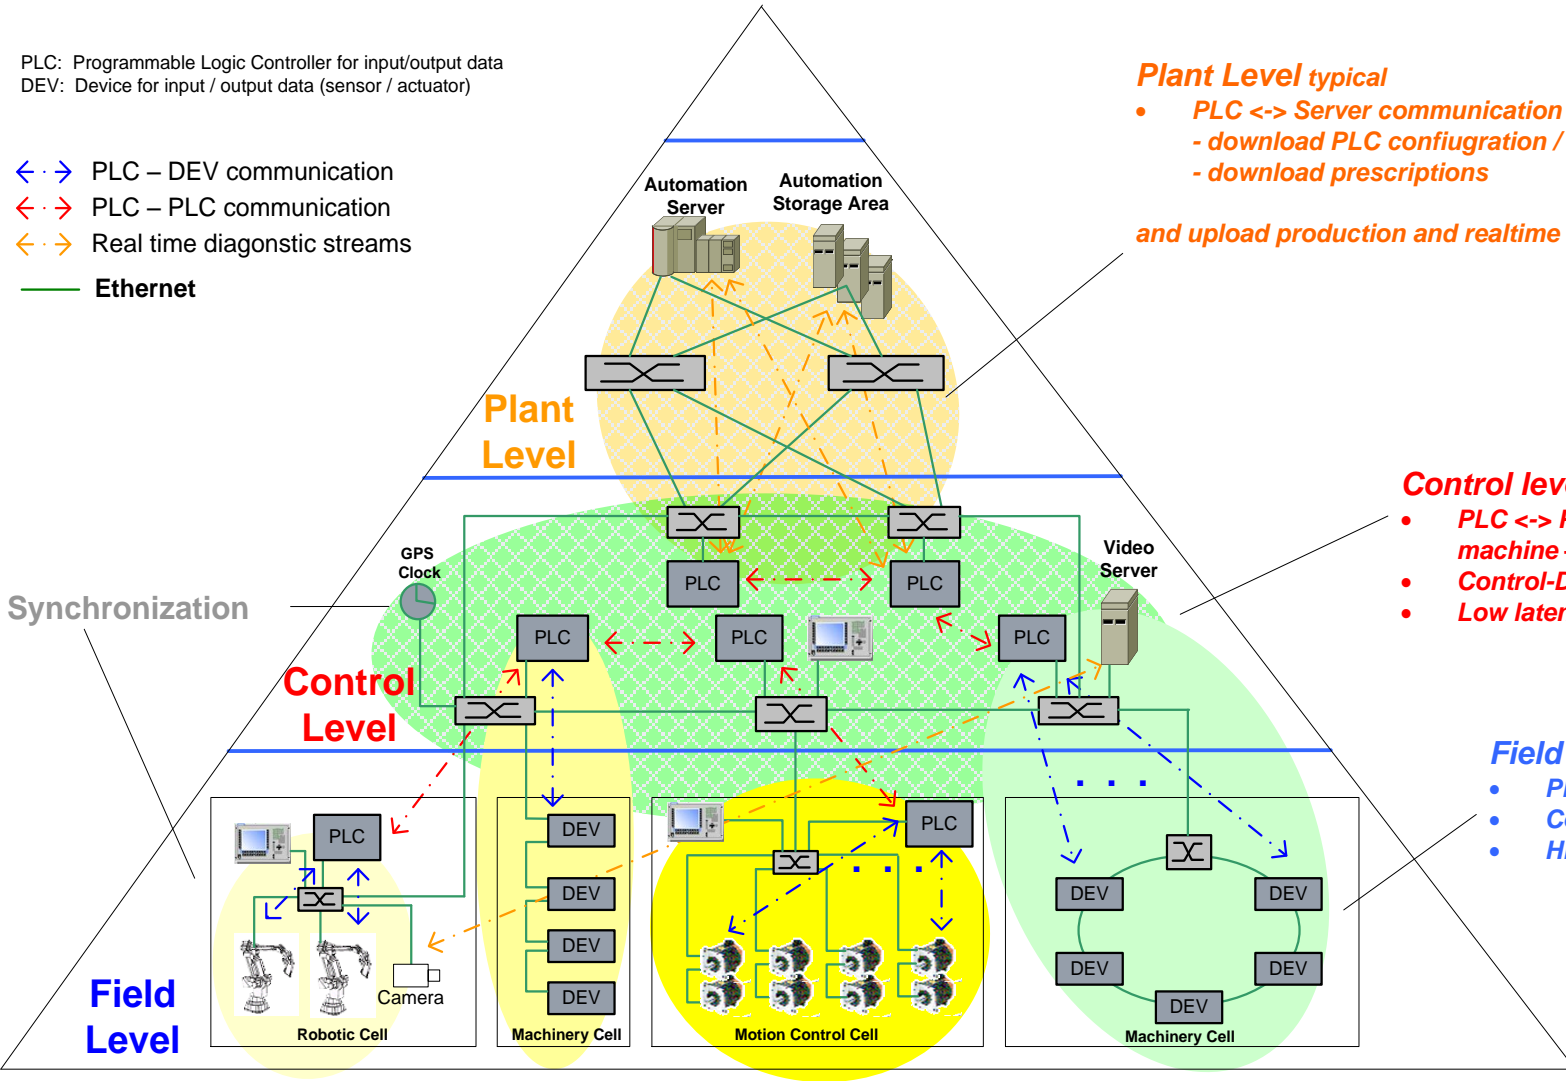 PLC: Programmable Logic Controller for input/output data
DEV: Device for input / output data (sensor / actuator)
PLC – DEV communication
PLC – PLC communication
Real time diagonstic streams
Ethernet
Plant Level typical
• PLC <-> Server communication
- download PLC confiugration /
- download prescriptions
and upload production and realtime
Automation
Server
Automation
Storage Area
Plant
Level
Control leve
• PLC <->
machine
• Control-D
• Low laten
GPS
Clock
PLC
PLC
Video
Server
Synchronization
PLC
PLC
PLC
Control
Level
Field
•
•
•
PLC
DEV
PLC
DEV
DEV
DEV
DEV
DEV
DEV
DEV
DEV
Camera
Field
Level
Robotic Cell
Machinery Cell
Motion Control Cell
Machinery Cell